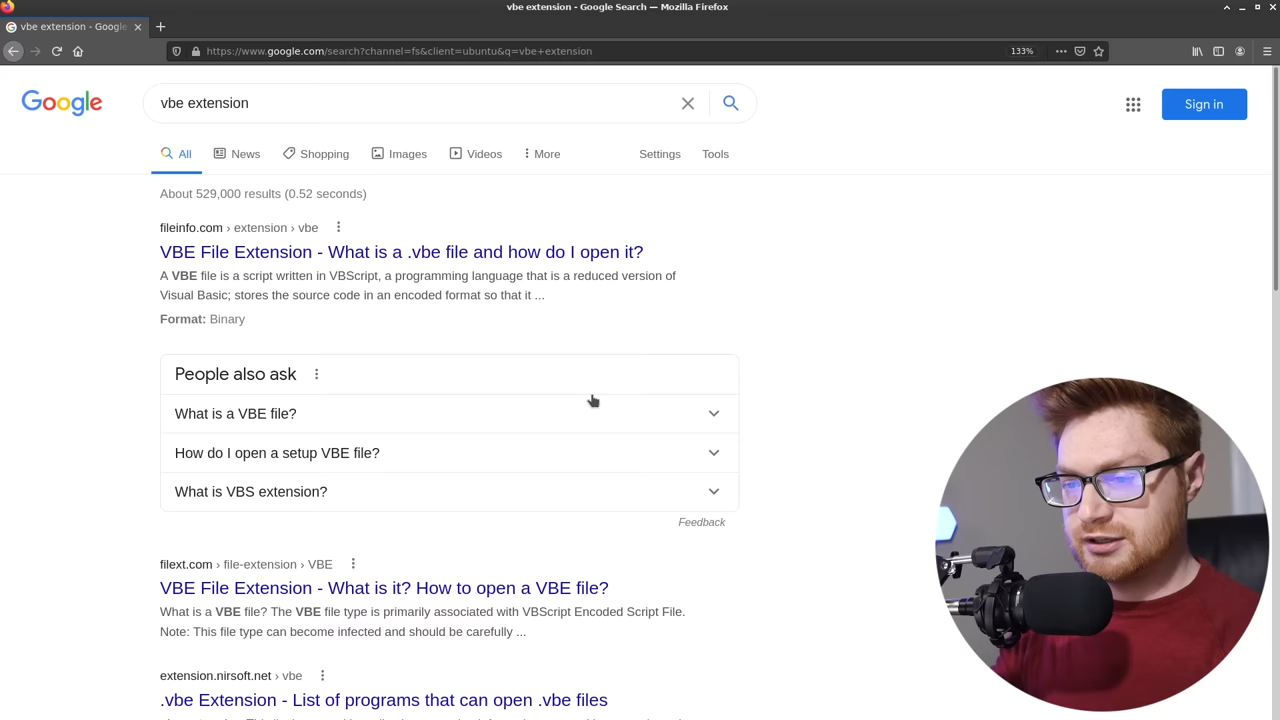 vbe extension - Google Search — Mozilla Firefox
vbe extension - Google
https://www.google.com/search?channel=fs&client=ubuntu&q=vbe+extension
133%
Google
vbe extension
Sign in
All
News
Shopping
Images
Videos
More
Settings
Tools
About 529,000 results (0.52 seconds)
fileinfo.com › extension › vbe
VBE File Extension - What is a .vbe file and how do I open it?
A VBE file is a script written in VBScript, a programming language that is a reduced version of
Visual Basic; stores the source code in an encoded format so that it ...
Format: Binary
People also ask
What is a VBE file?
How do I open a setup VBE file?
What is VBS extension?
Feedback
filext.com › file-extension › VBE
VBE File Extension - What is it? How to open a VBE file?
What is a VBE file? The VBE file type is primarily associated with VBScript Encoded Script File.
Note: This file type can become infected and should be carefully ...
extension.nirsoft.net › vbe
.vbe Extension - List of programs that can open .vbe files